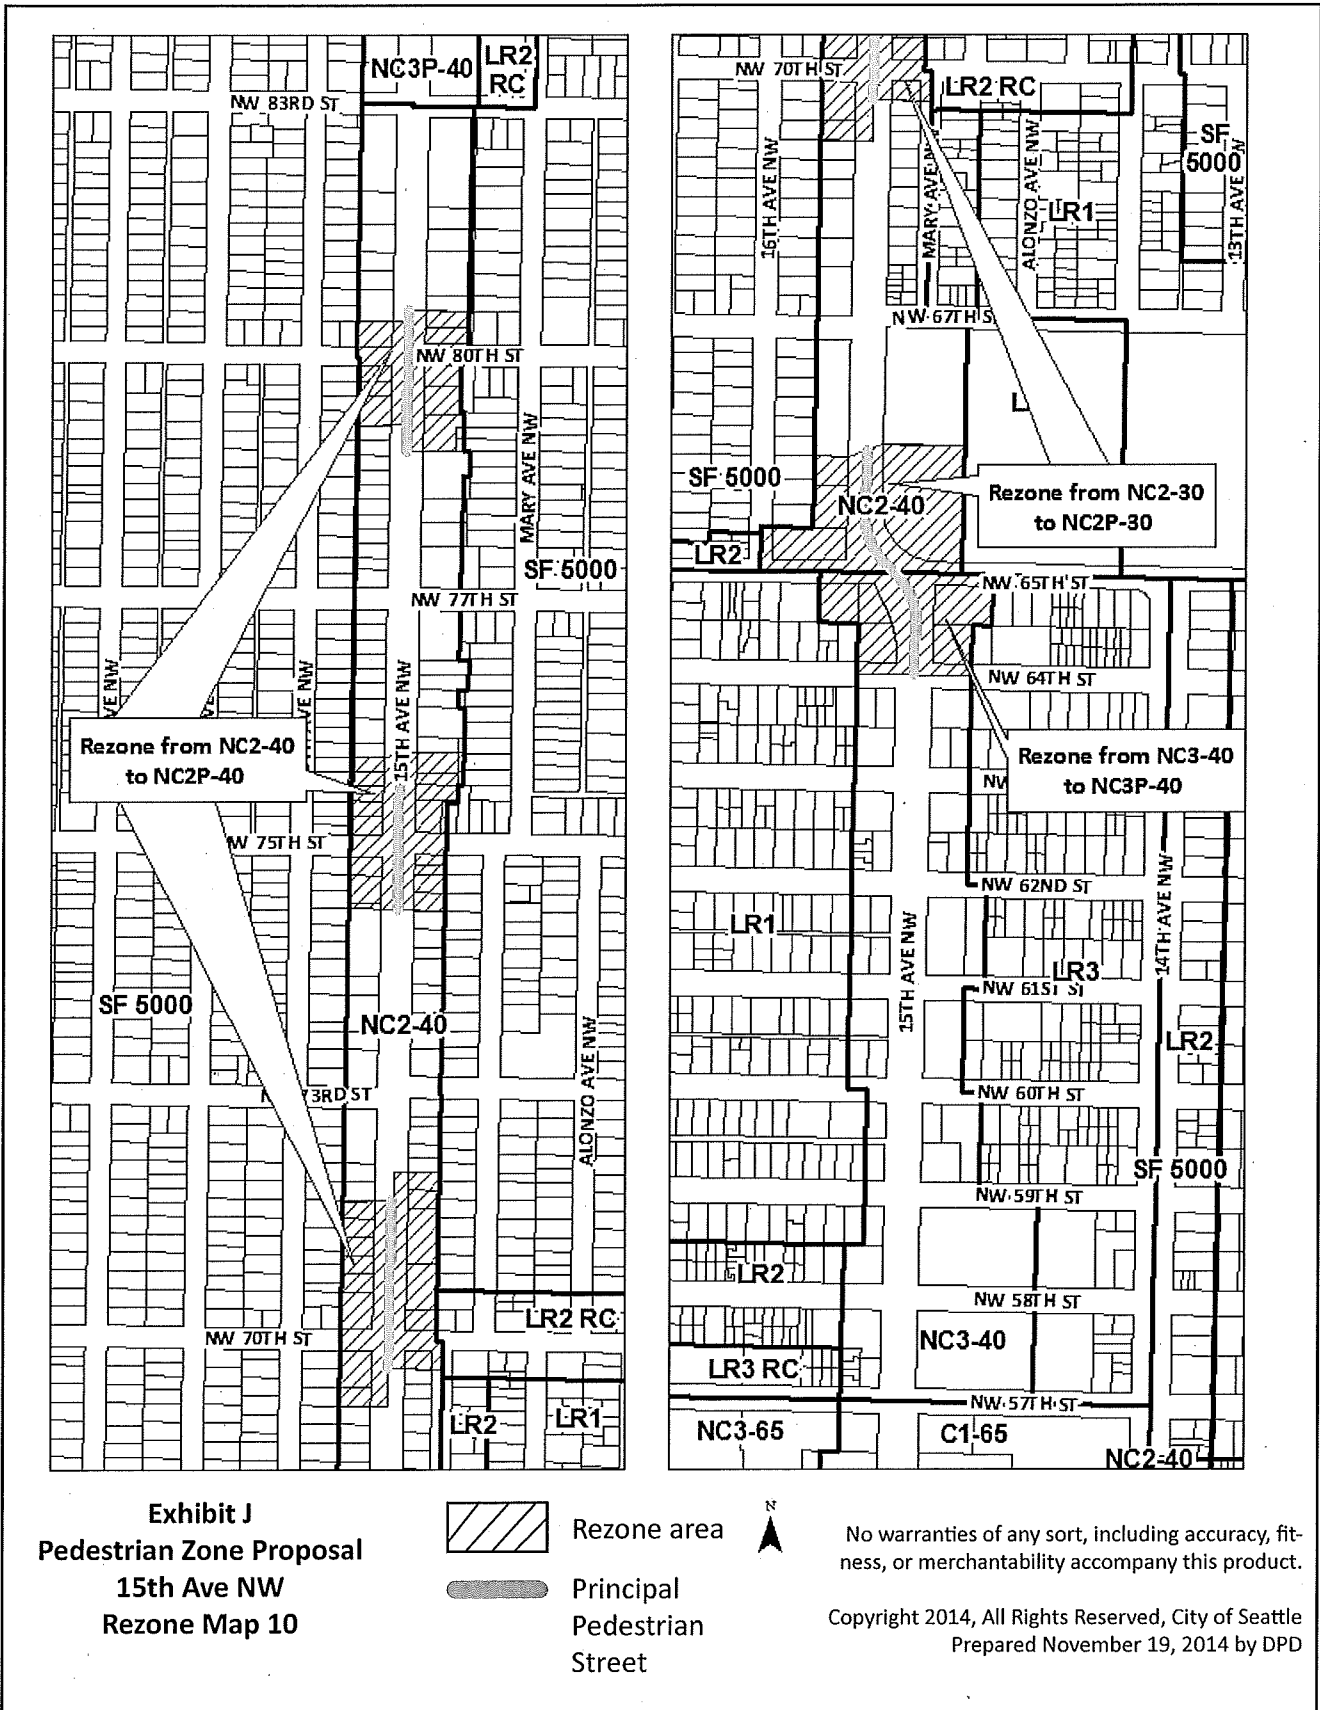 NC3P-40
LR2
RC
NW 83RD ST
NW 80TH ST
MARY AVE NW
SF 5000
NW 77TH ST
15TH AVE NW
AVE NW
AVE NW
Rezone from NC2-40
to NC2P-40
NW 75TH ST
SF 5000
NC2-40
73RD ST
ALONZO AVE NW
NW 70TH ST
LR2 RC
LR2
LR1
NW 70TH ST
LR2 RC
SF
5000
16TH AVE NW
MARY AVE NW
ALONZO AVE NW
LR1
13TH AVE
NW 67TH S
L
SF 5000
NC2-40
Rezone from NC2-30
to NC2P-30
LR2
NW 65TH ST
NW 64TH ST
Rezone from NC3-40
to NC3P-40
NW
NW 62ND ST
LR1
15TH AVE NW
14TH AVE NW
LR3
NW 61ST ST
LR2
NW 60TH ST
SF 5000
NW 59TH ST
LR2
NW 58TH ST
NC3-40
LR3 RC
NW 57TH ST
NC3-65
C1-65
NC2-40
Exhibit J
Pedestrian Zone Proposal
15th Ave NW
Rezone Map 10
Rezone area
Principal
Pedestrian
Street
N
No warranties of any sort, including accuracy, fit-
ness, or merchantability accompany this product.
Copyright 2014, All Rights Reserved, City of Seattle
Prepared November 19, 2014 by DPD